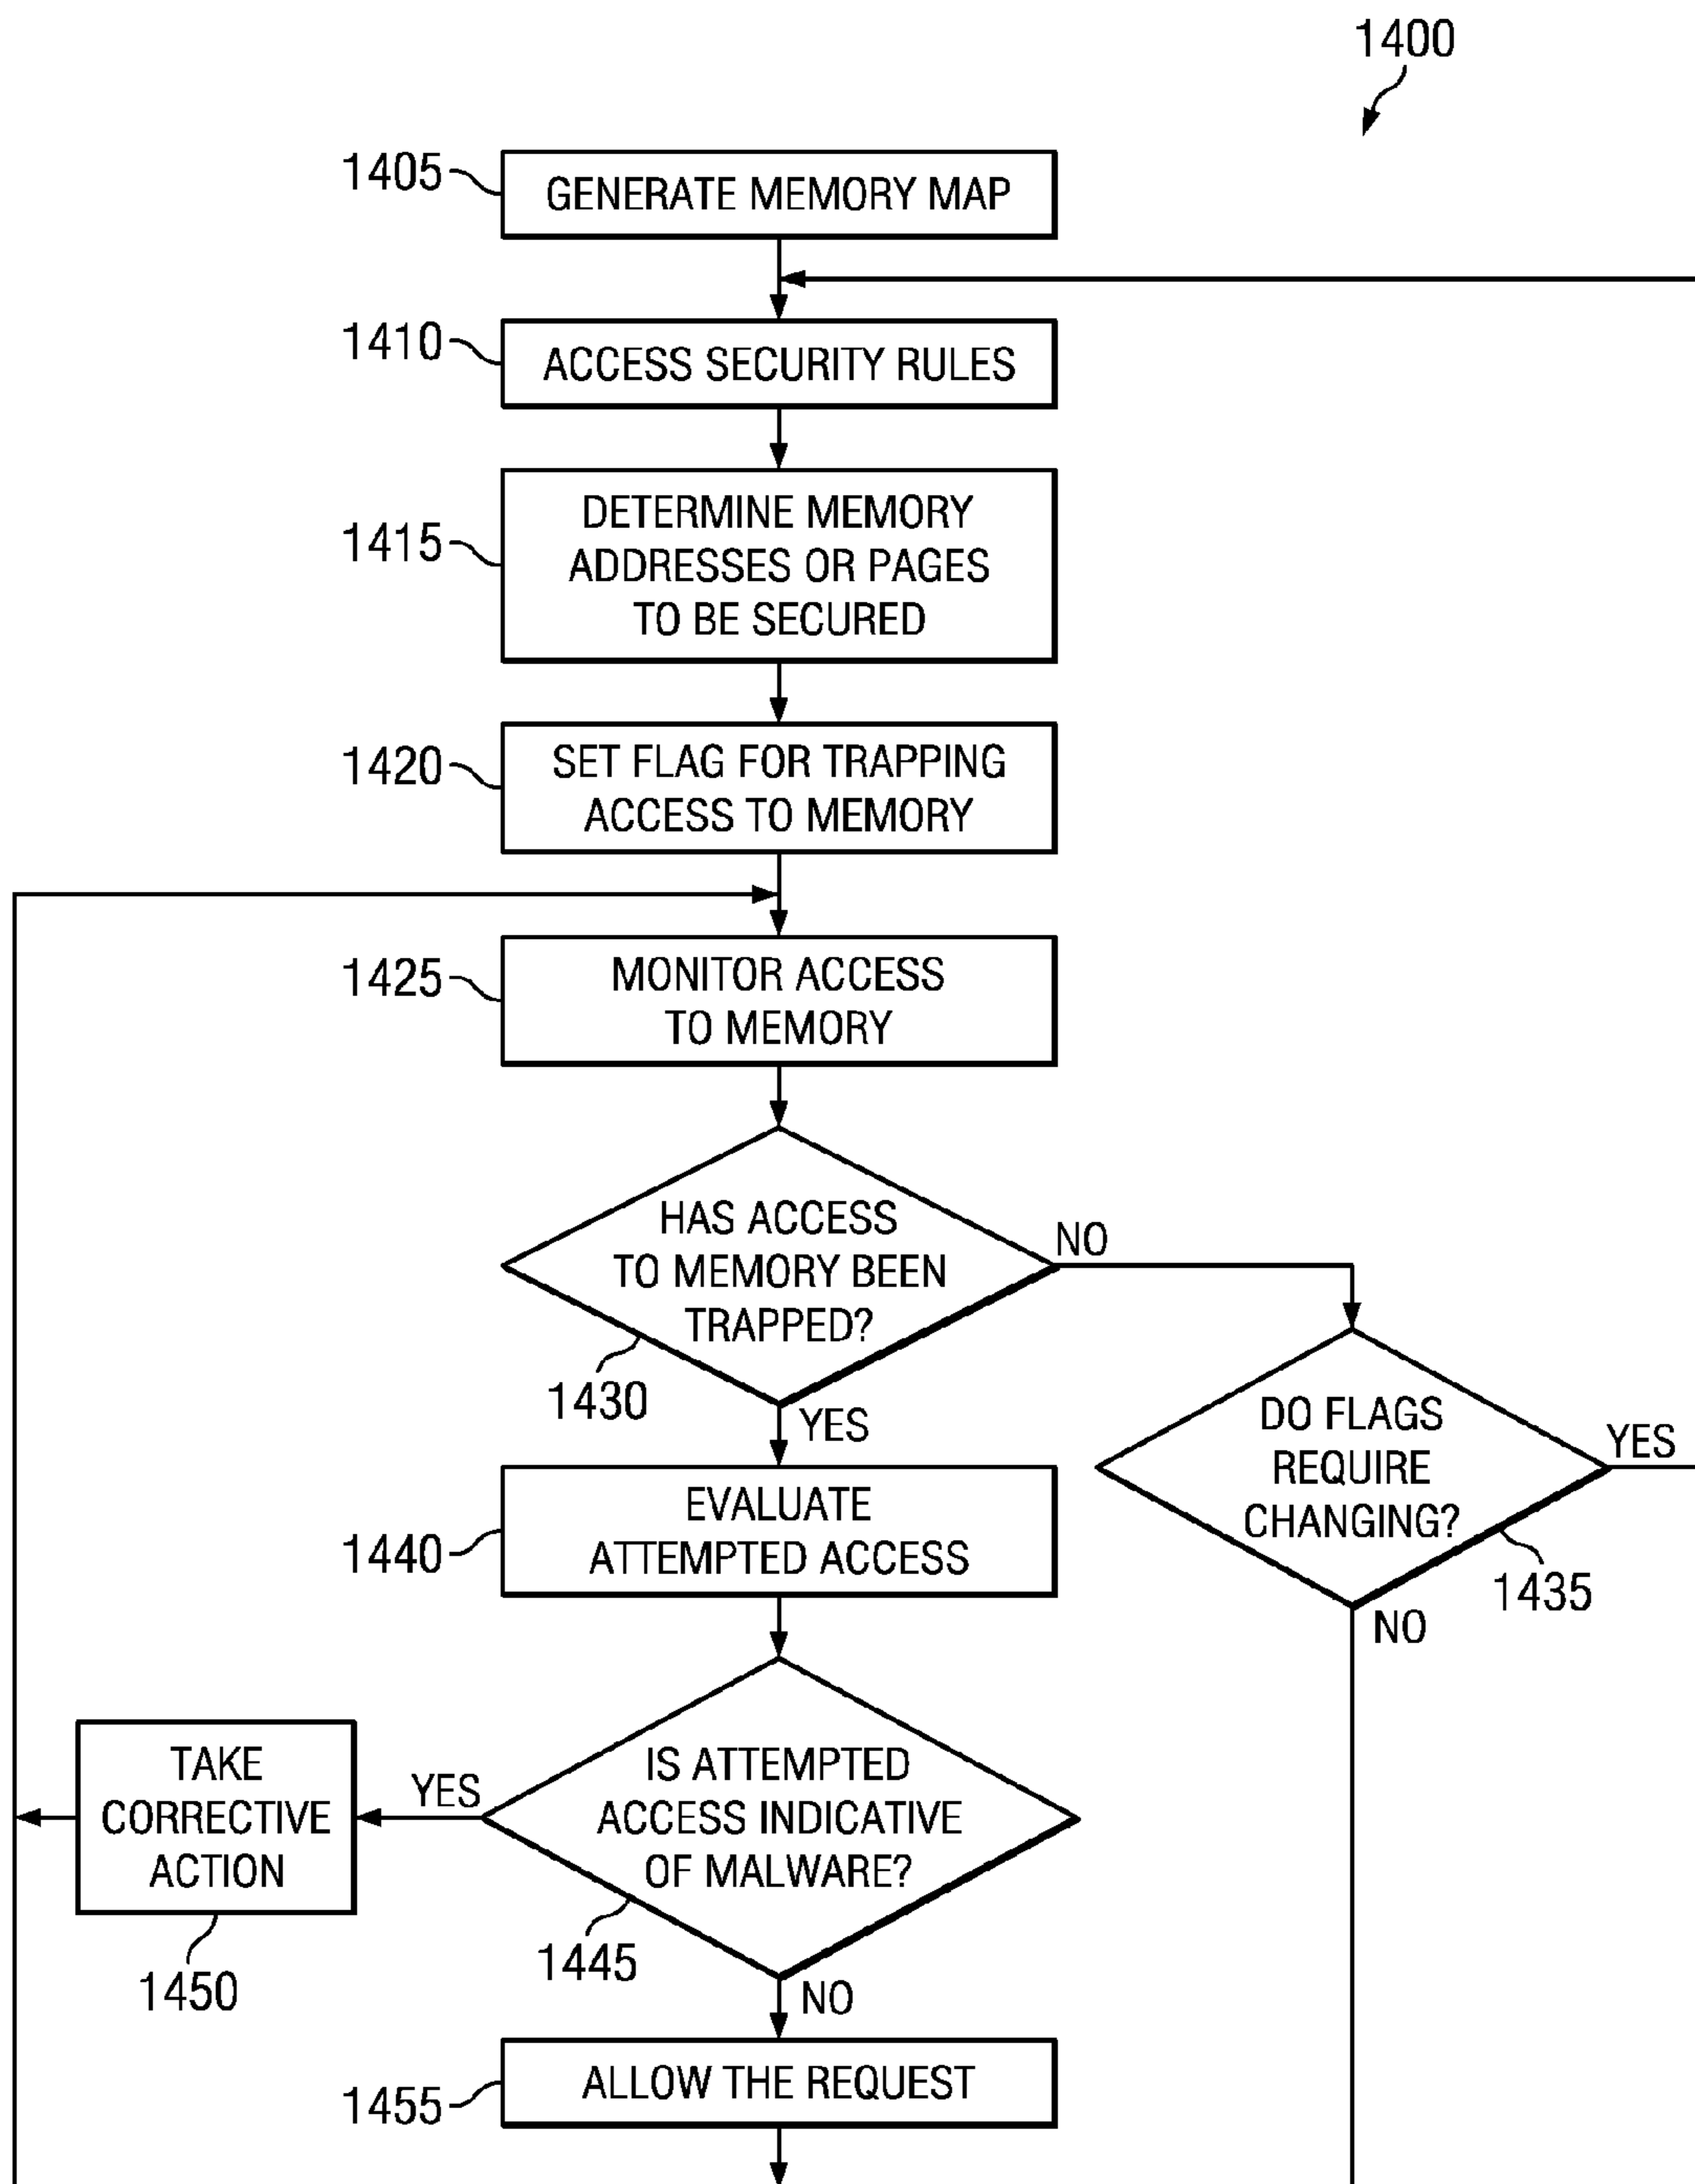 1400
1405
GENERATE MEMORY MAP
1410
ACCESS SECURITY RULES
1415
DETERMINE MEMORY
ADDRESSES OR PAGES
TO BE SECURED
1420
SET FLAG FOR TRAPPING
ACCESS TO MEMORY
1425
MONITOR ACCESS
TO MEMORY
HAS ACCESS
TO MEMORY BEEN
TRAPPED?
NO
1430
YES
DO FLAGS
REQUIRE
CHANGING?
YES
1435
NO
1440
EVALUATE
ATTEMPTED ACCESS
IS ATTEMPTED
ACCESS INDICATIVE
OF MALWARE?
YES
TAKE
CORRECTIVE
ACTION
1450
1445
NO
1455
ALLOW THE REQUEST